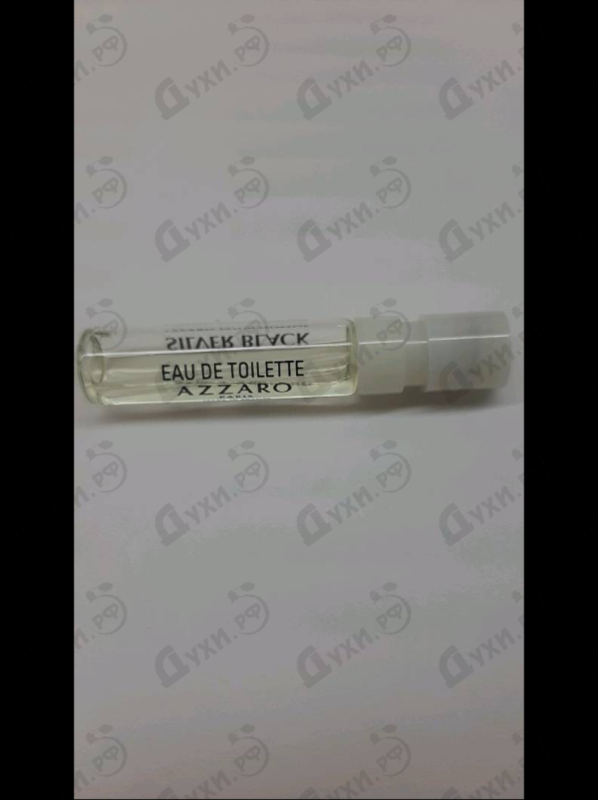 SILVER BLACK
EAU DE TOILETTE
AZZARO
Духи.рф